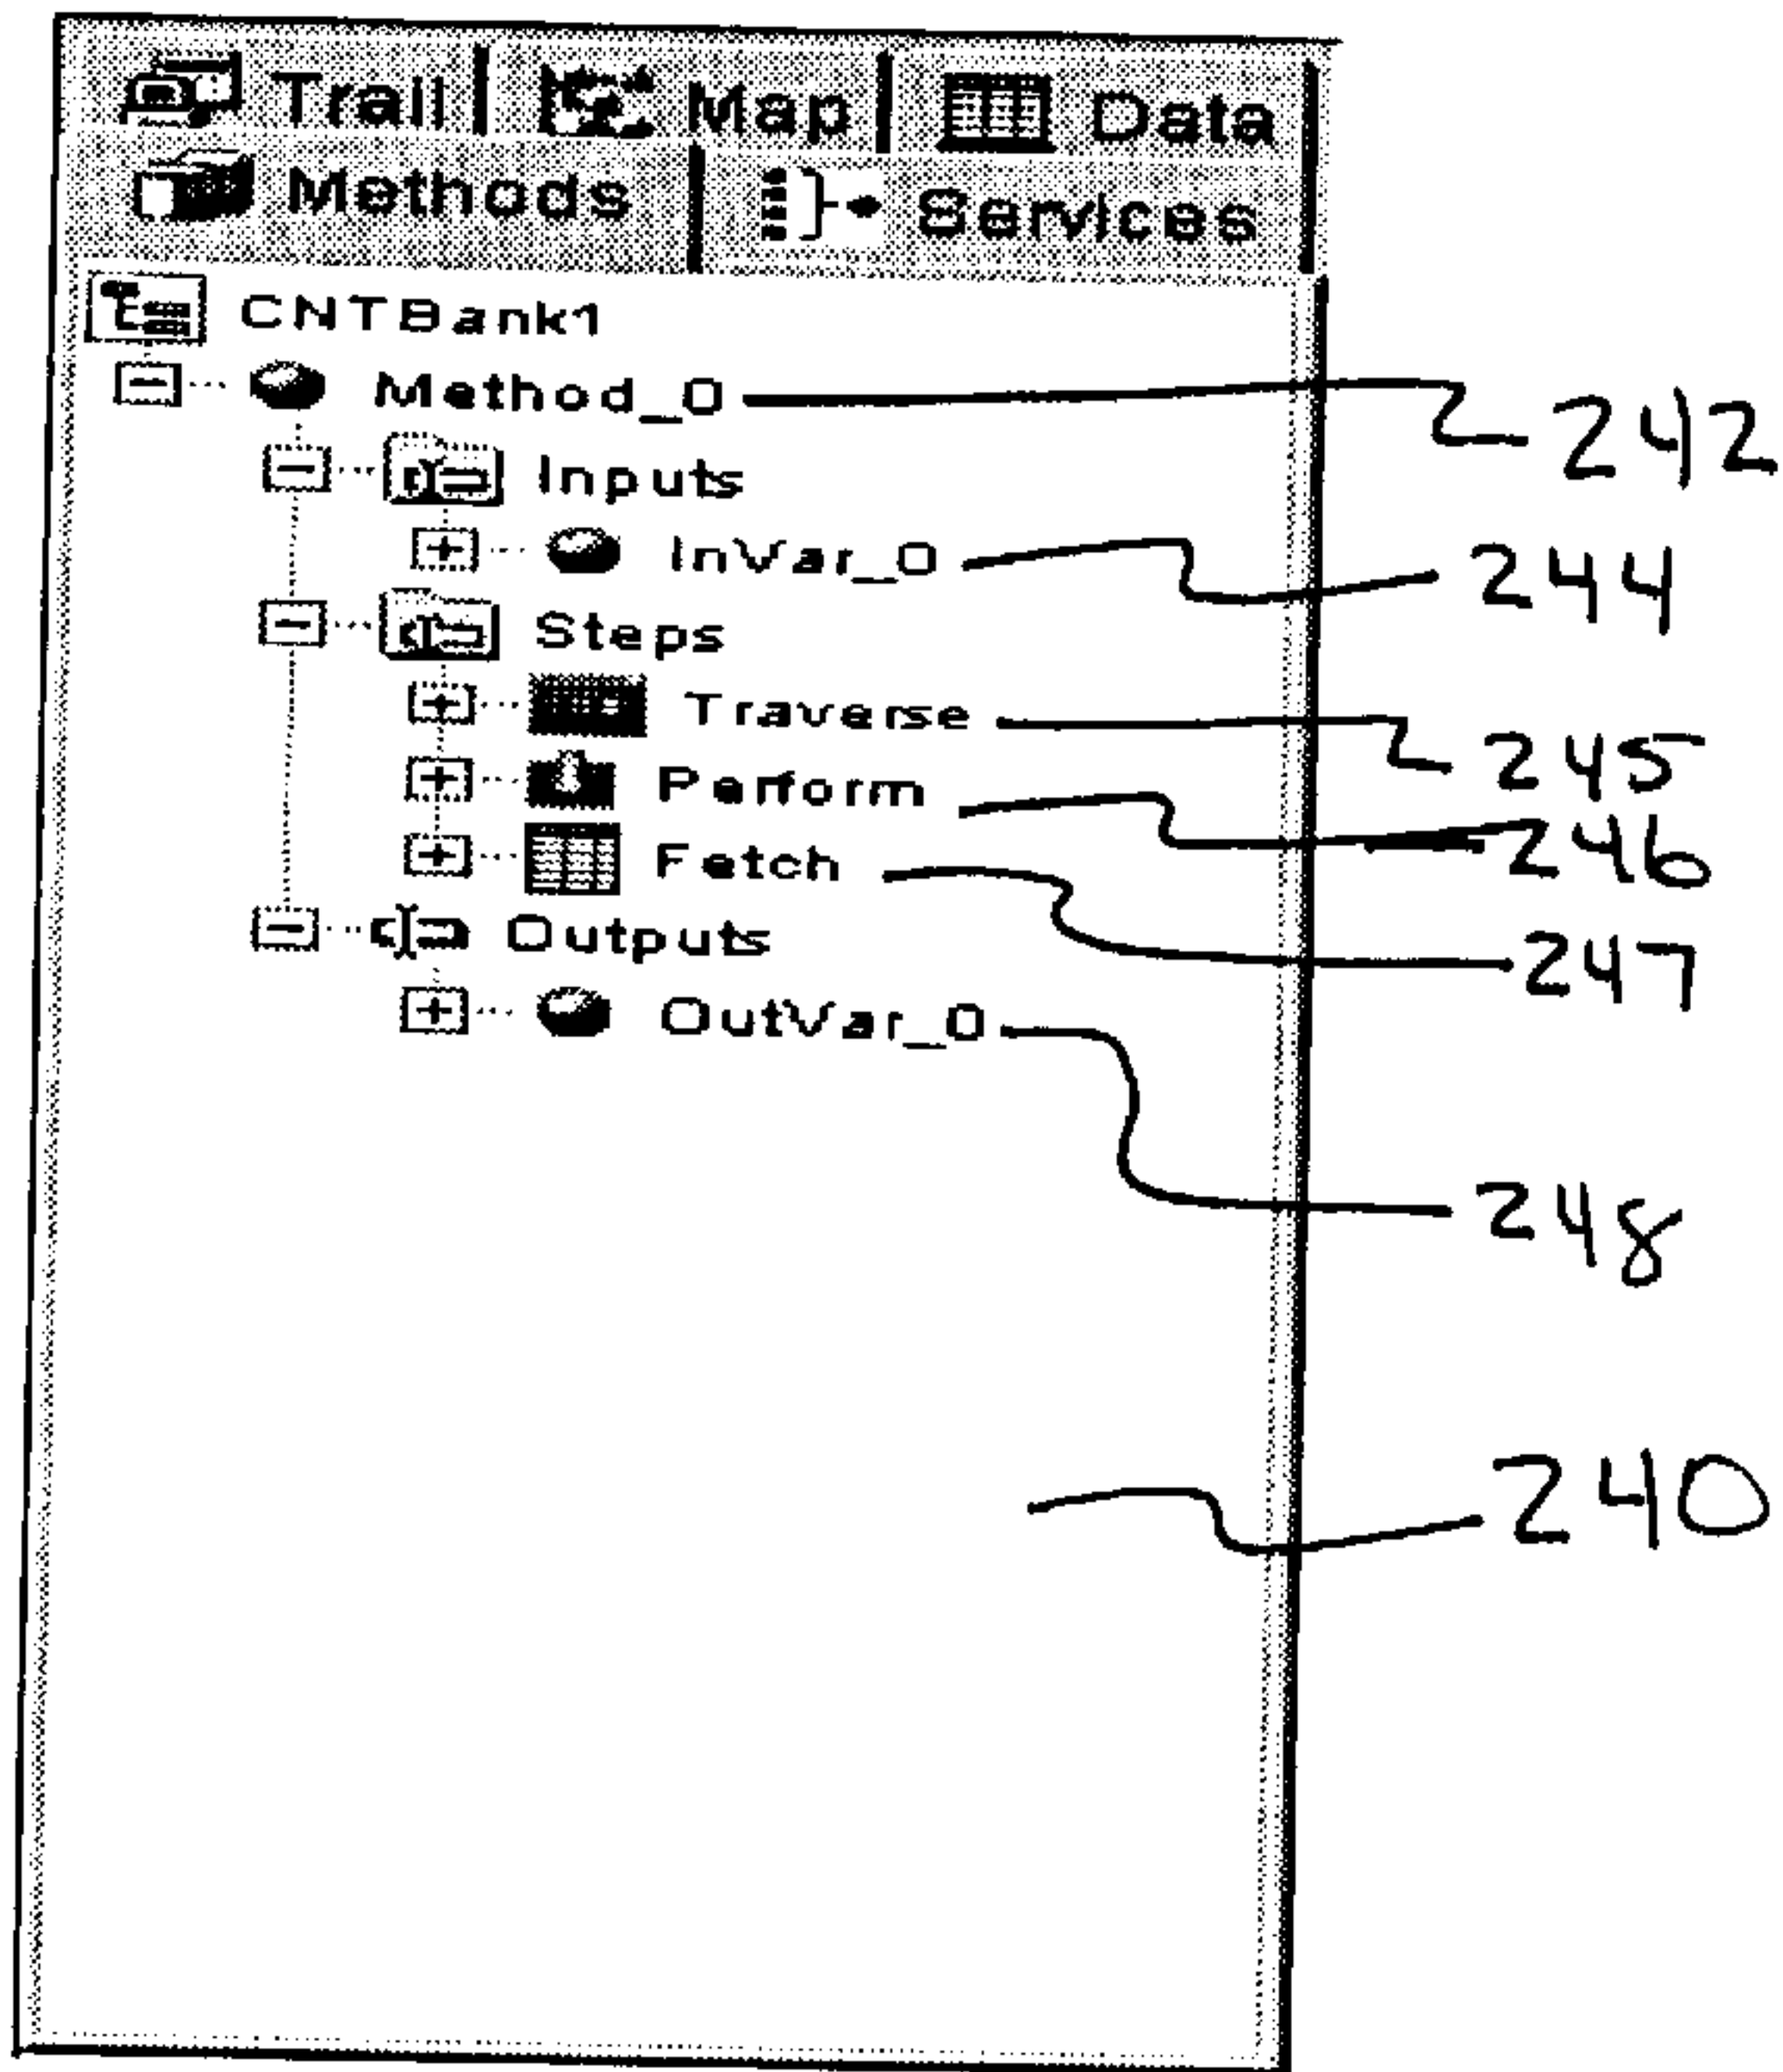 Trail Map Data
Methods Services
CNTBank1
Method_0 242
Inputs
InVar_0 244
Steps
Traverse 245
Perform 246
Fetch 247
Outputs
OutVar_0 248
240